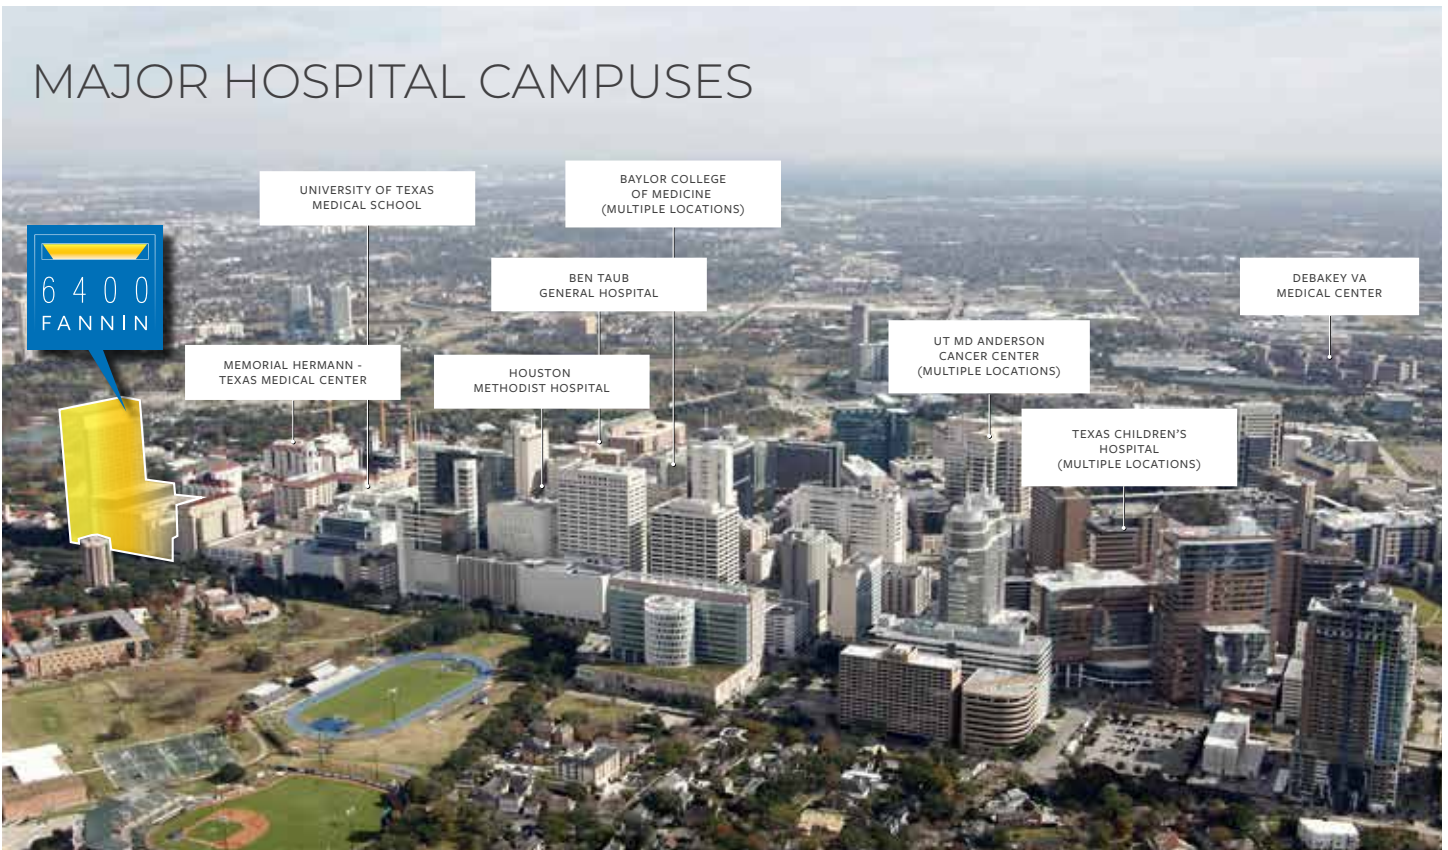 MAJOR HOSPITAL CAMPUSES
UNIVERSITY OF TEXAS
MEDICAL SCHOOL
BAYLOR COLLEGE
OF MEDICINE
(MULTIPLE LOCATIONS)
6400
FANNIN
BEN TAUB
GENERAL HOSPITAL
DEBAKEY VA
MEDICAL CENTER
MEMORIAL HERMANN -
TEXAS MEDICAL CENTER
HOUSTON
METHODIST HOSPITAL
UT MD ANDERSON
CANCER CENTER
(MULTIPLE LOCATIONS)
TEXAS CHILDREN'S
HOSPITAL
(MULTIPLE LOCATIONS)